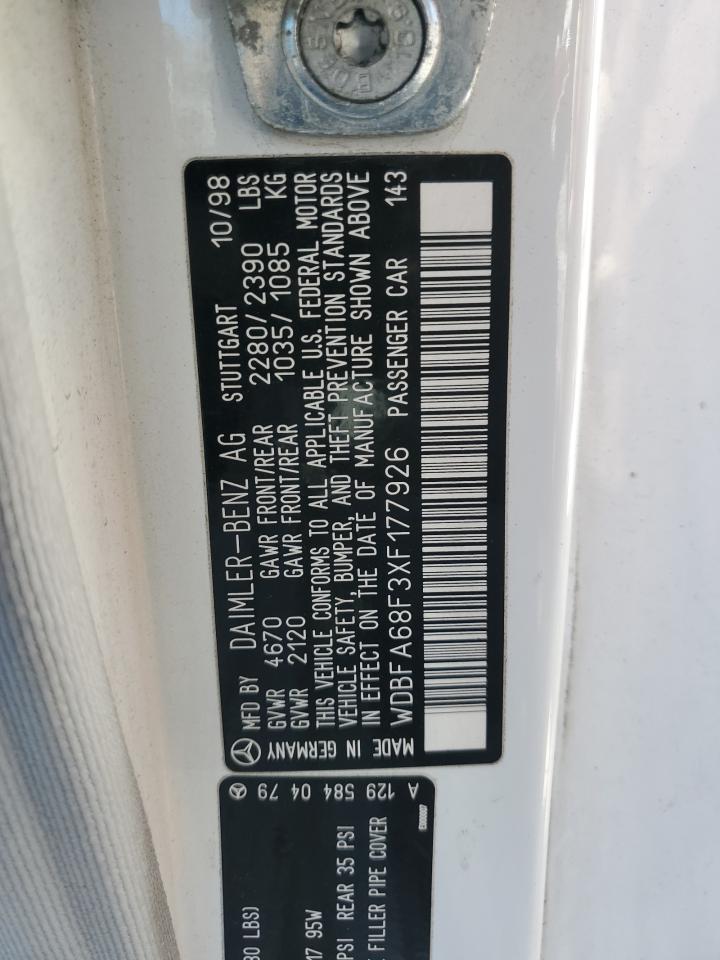 MFD BY DAIMLER-BENZ AG STUTTGART 10/98
GVWR 4670 GAWR FRONT/REAR 2280/2390 LBS
GVWR 2120 GAWR FRONT/REAR 1035/1085 KG
THIS VEHICLE CONFORMS TO ALL APPLICABLE U.S. FEDERAL MOTOR
VEHICLE SAFETY, BUMPER, AND THEFT PREVENTION STANDARDS
IN EFFECT ON THE DATE OF MANUFACTURE SHOWN ABOVE
WDBFA68F3XF177926 PASSENGER CAR 143
MADE IN GERMANY
A 129 584 04 79
80 LBS)
17 95W
PSI · REAR 35 PSI
FILLER PIPE COVER